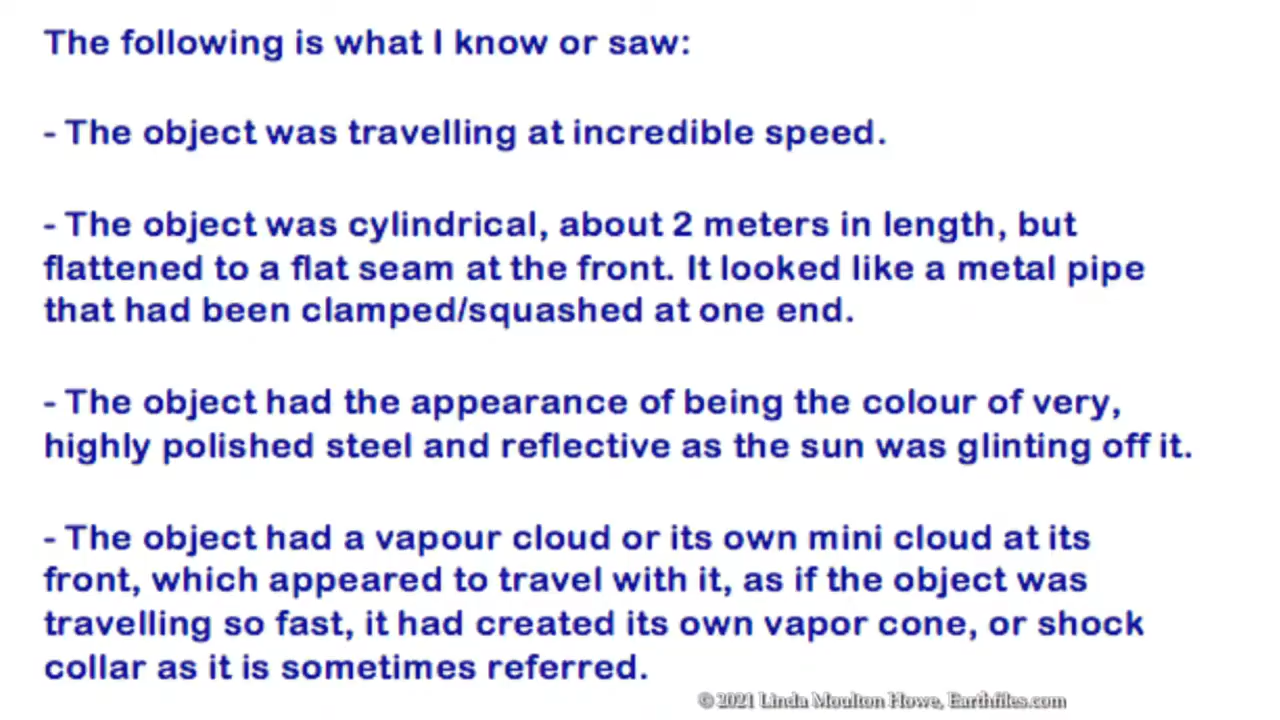 The following is what I know or saw:
- The object was travelling at incredible speed.
- The object was cylindrical, about 2 meters in length, but
flattened to a flat seam at the front. It looked like a metal pipe
that had been clamped/squashed at one end.
- The object had the appearance of being the colour of very,
highly polished steel and reflective as the sun was glinting off it.
- The object had a vapour cloud or its own mini cloud at its
front, which appeared to travel with it, as if the object was
travelling so fast, it had created its own vapor cone, or shock
collar as it is sometimes referred.
© 2021 Linda Moulton Howe, Earthfiles.com